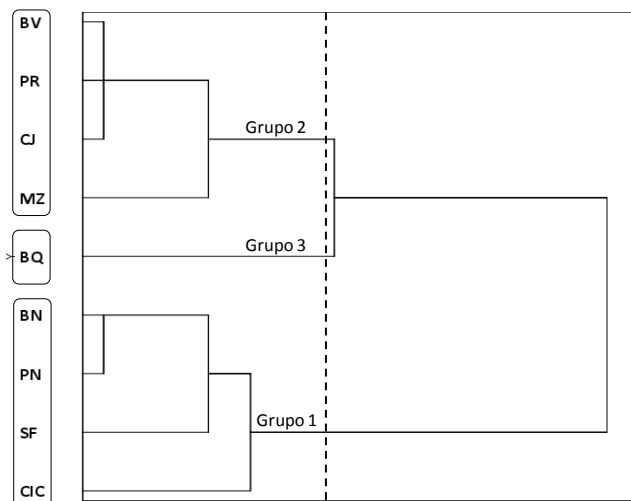 BV
PR
CJ
Grupo 2
MZ
Grupo 3
Y
BQ
BN
PN
Grupo 1
SF
CIC